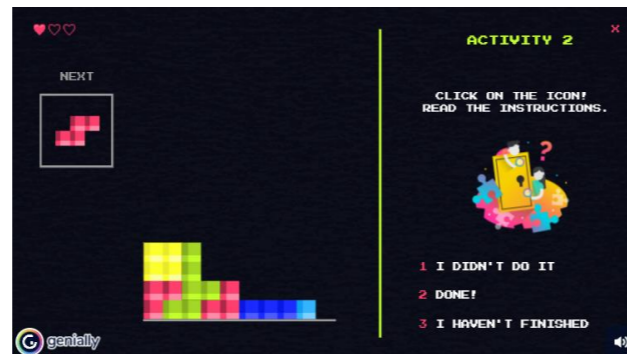 NEXT
ACTIVITY 2
×
CLICK ON THE ICON!
READ THE INSTRUCTIONS.
?
1 I DIDN'T DO IT
2 DONE!
3 I HAVEN'T FINISHED
G genially